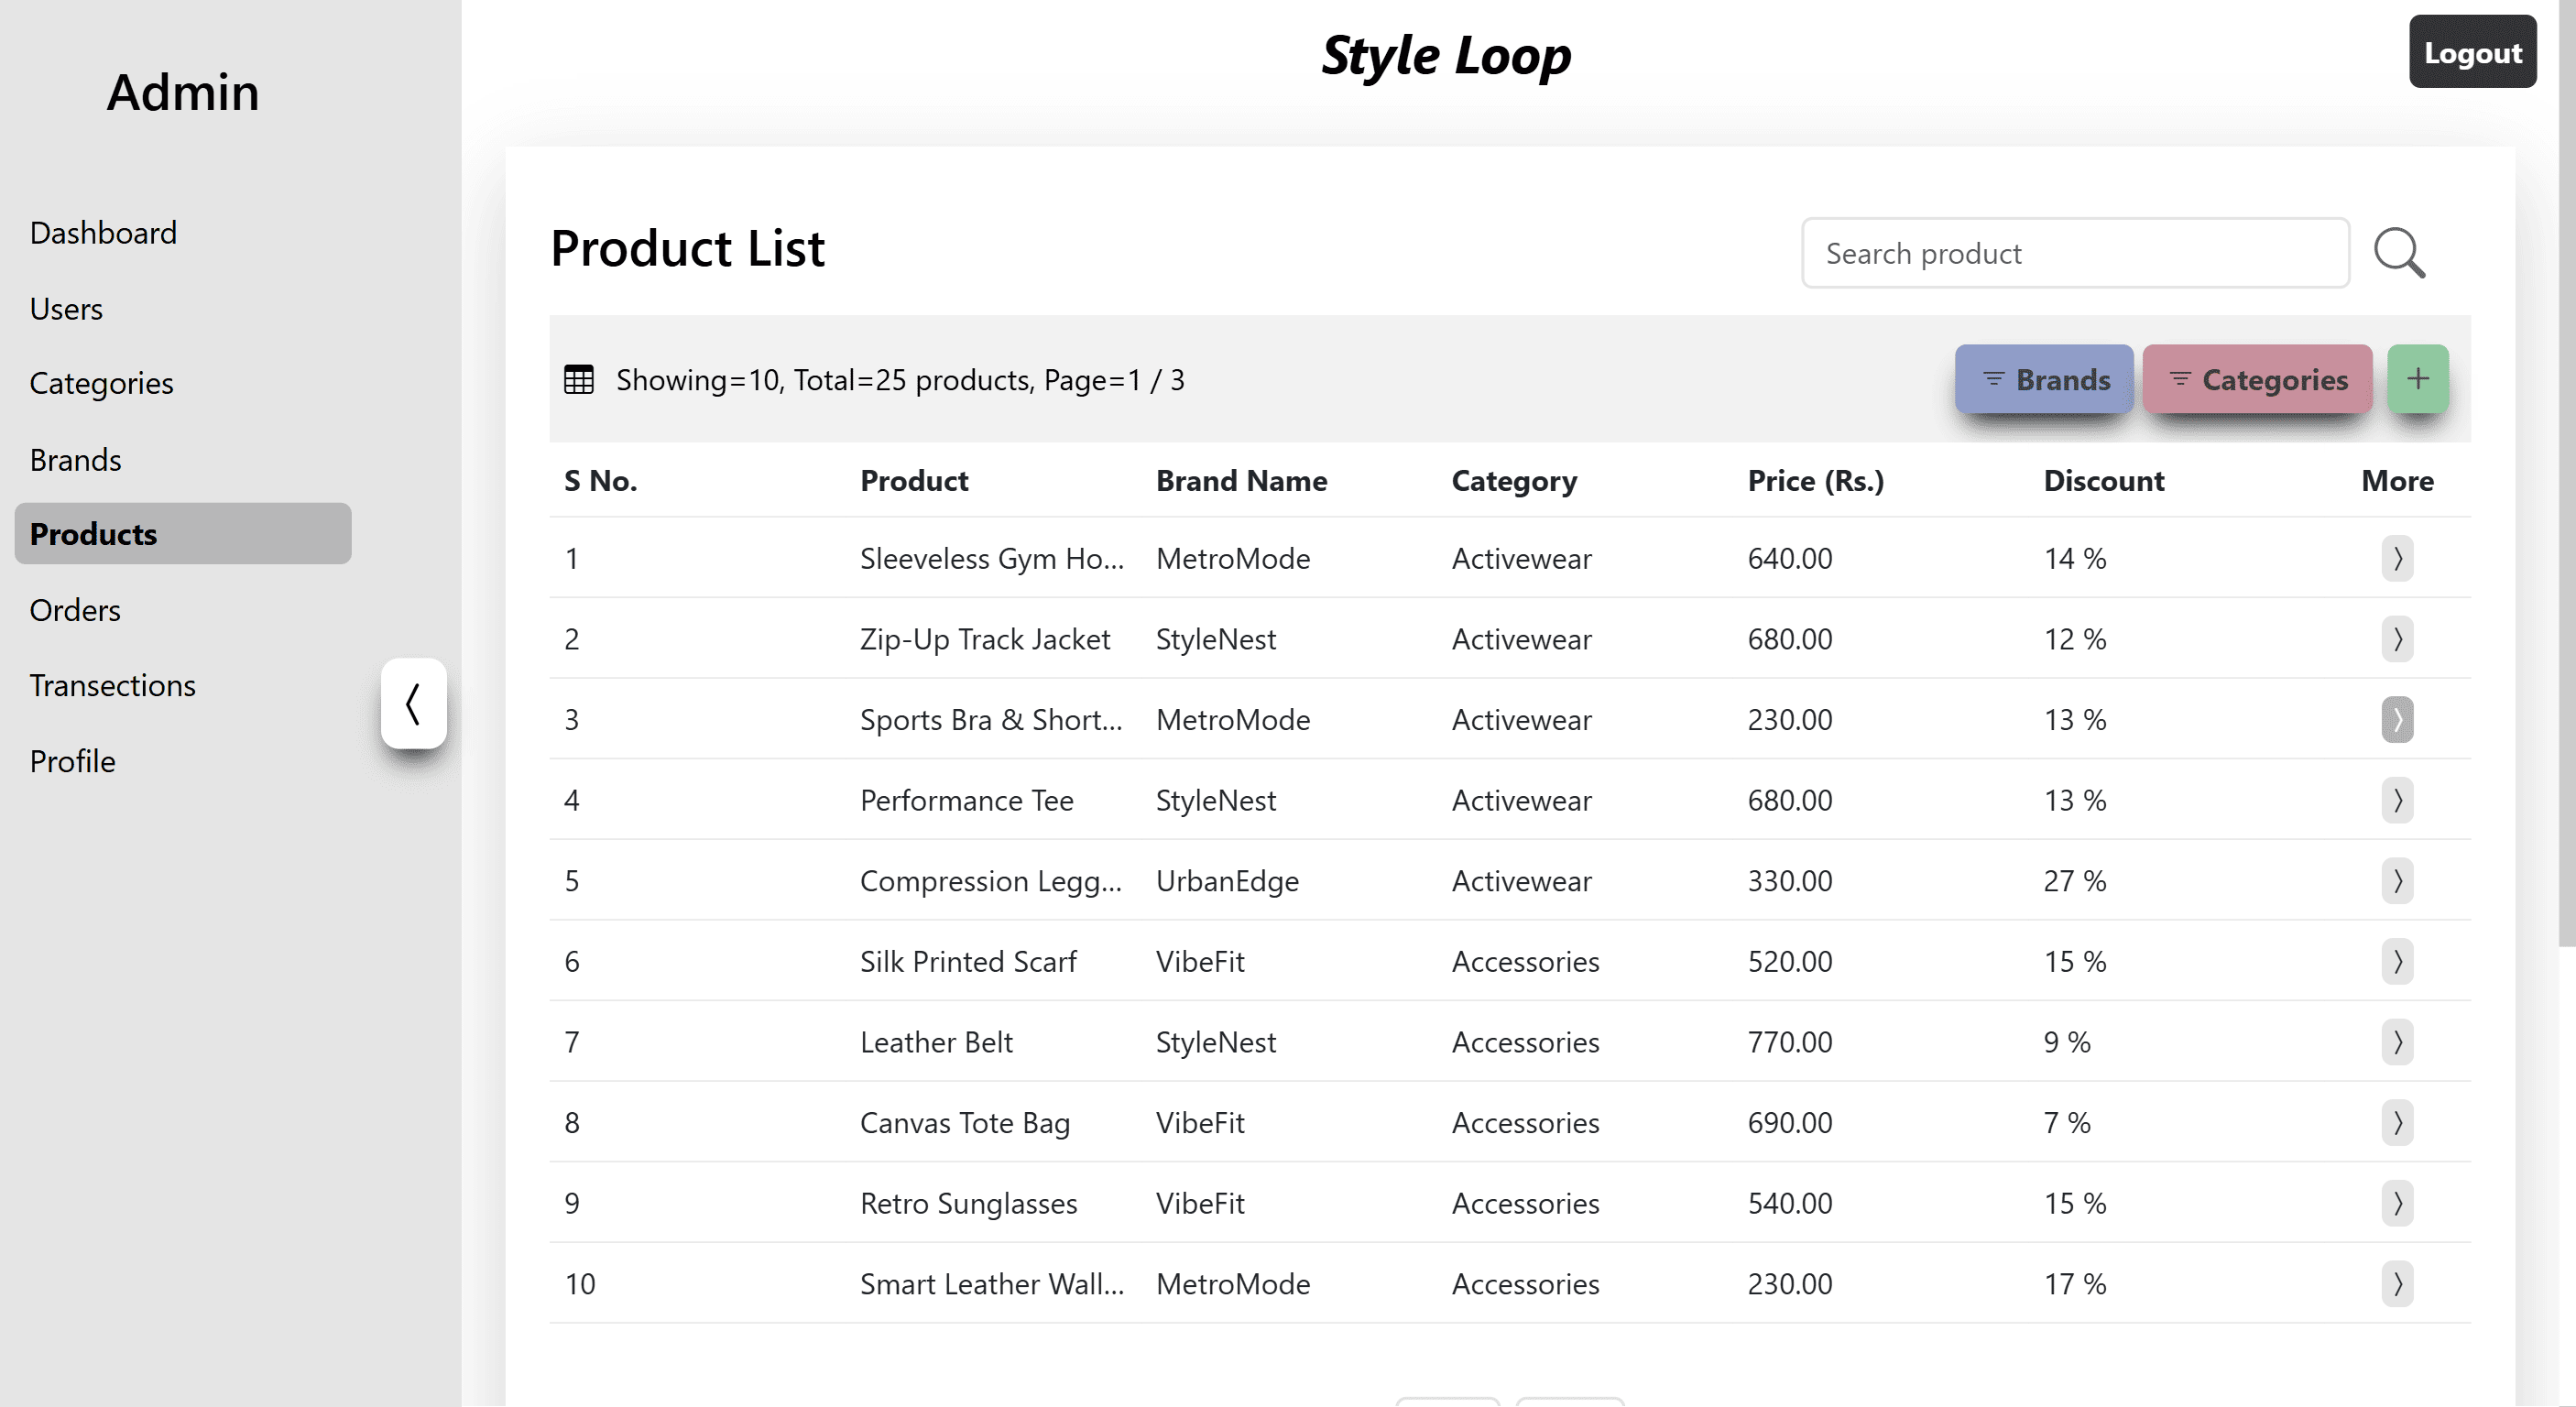 Admin
Style Loop
Logout
Dashboard
Users
Categories
Brands
Products
Orders
Transections
Profile
Product List
Search product
Showing=10, Total=25 products, Page=1 / 3
Brands
Categories
+
S No. Product Brand Name Category Price (Rs.) Discount More
1 Sleeveless Gym Ho... MetroMode Activewear 640.00 14 %
2 Zip-Up Track Jacket StyleNest Activewear 680.00 12 %
3 Sports Bra & Short... MetroMode Activewear 230.00 13 %
4 Performance Tee StyleNest Activewear 680.00 13 %
5 Compression Legg... UrbanEdge Activewear 330.00 27 %
6 Silk Printed Scarf VibeFit Accessories 520.00 15 %
7 Leather Belt StyleNest Accessories 770.00 9 %
8 Canvas Tote Bag VibeFit Accessories 690.00 7 %
9 Retro Sunglasses VibeFit Accessories 540.00 15 %
10 Smart Leather Wall... MetroMode Accessories 230.00 17 %